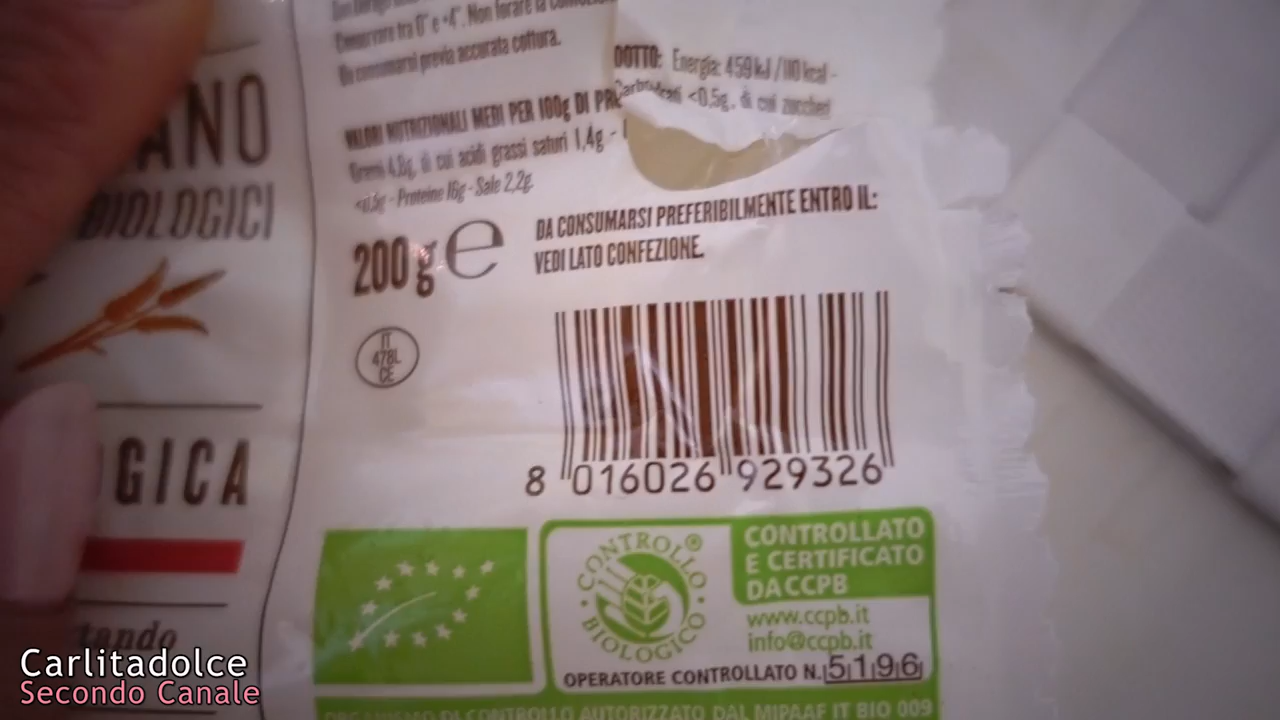 ANO
BIOLOGICI
GICA
tando
Conservare tra 0° e +4°. Non forare la
Da consumarsi previa accurata cottura.
VALORI NUTRIZIONALI MEDI PER 100g DI PR
DOTTO: Energia: 459 kJ / 110 kcal -
Grassi 4,8g, di cui acidi grassi saturi 1,4g -
Carboidrati <0,5g, di cui zuccheri
<0,5g - Proteine 16g - Sale 2,2g.
200 g e
DA CONSUMARSI PREFERIBILMENTE ENTRO IL:
VEDI LATO CONFEZIONE.
IT
478L
CE
8 016026 929326
CONTROLLO BIOLOGICO ®
CONTROLLATO
E CERTIFICATO
DA CCPB
www.ccpb.it
info@ccpb.it
OPERATORE CONTROLLATO N. 5196
ORGANISMO DI CONTROLLO AUTORIZZATO DAL MIPAAF IT BIO 009
Carlitadolce
Secondo Canale